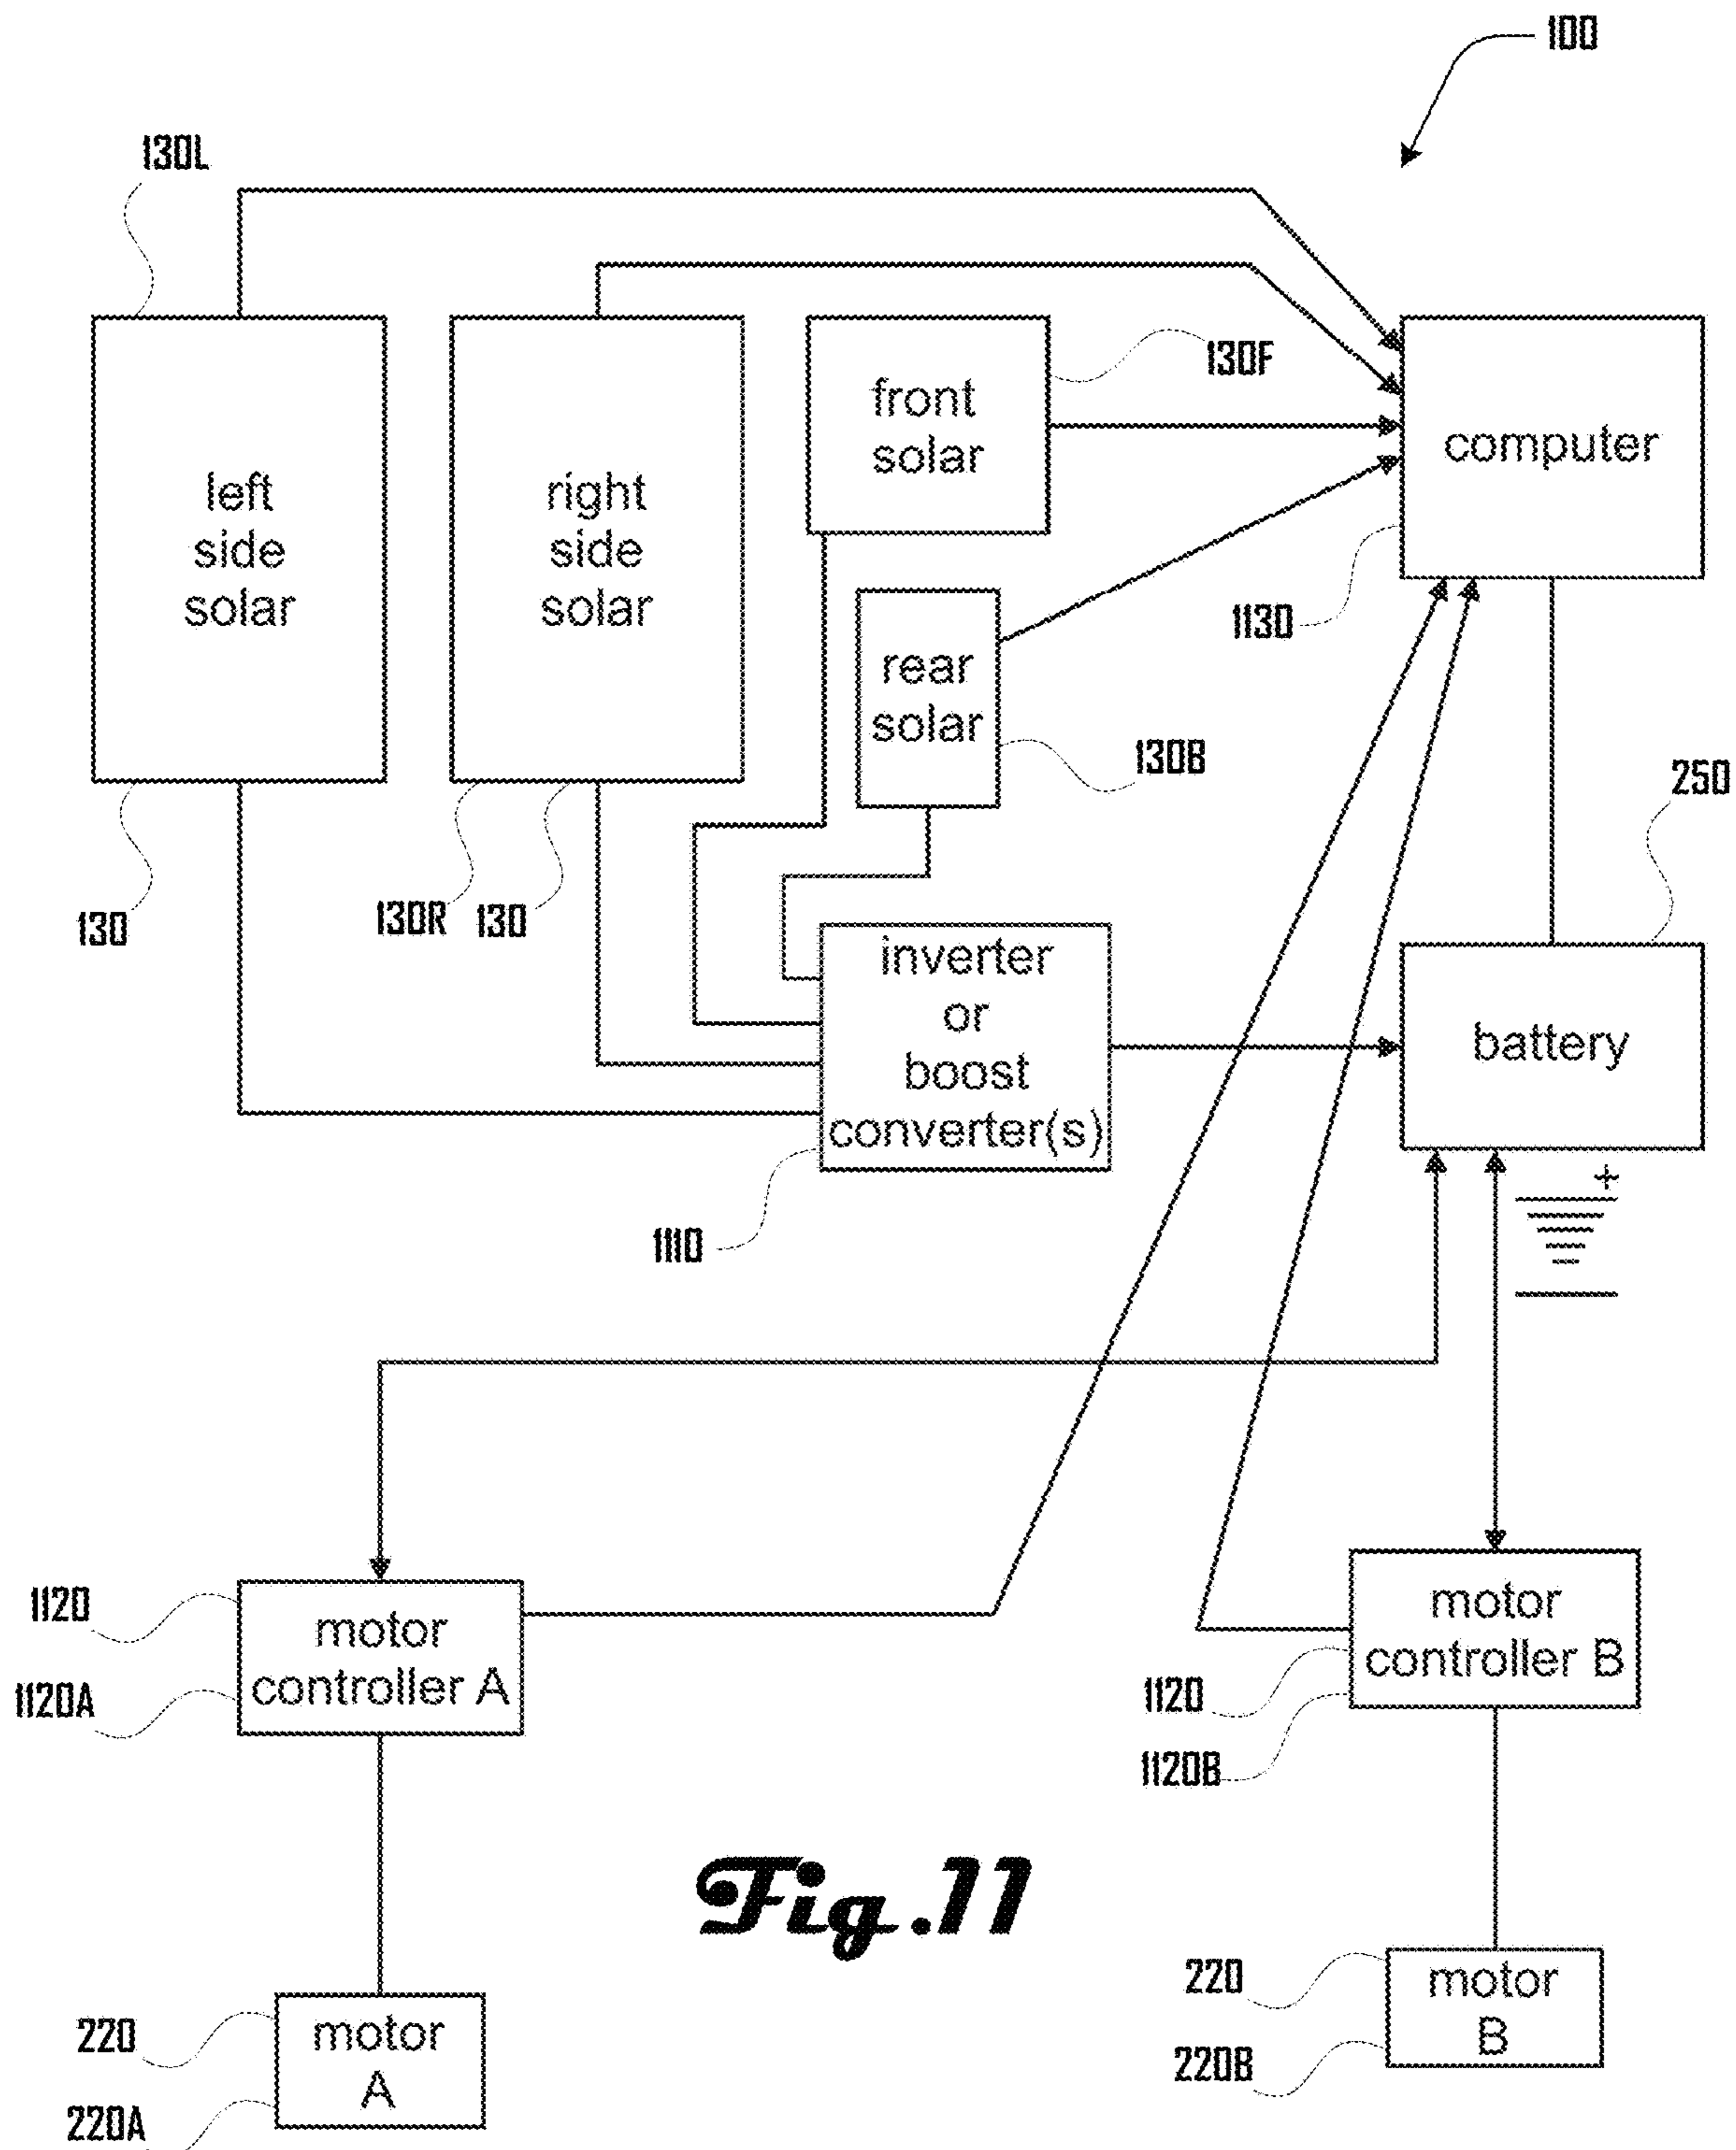 100
130L
130F
left
side
solar
right
side
solar
front
solar
computer
1130
rear
solar
130B
250
130
130R
130
inverter
or
boost
converter(s)
battery
+
1110
1120
motor
controller A
1120A
motor
controller B
1120
1120B
Fig.11
220
motor
A
220A
220
motor
B
220B